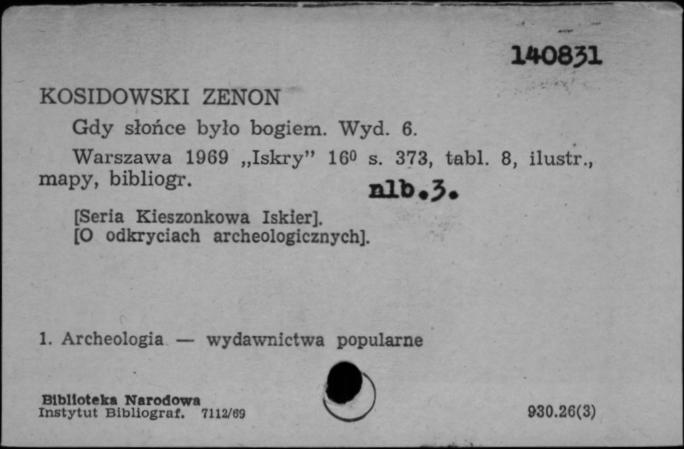 140831
KOSIDOWSKI ZENON
Gdy słońce było bogiem. Wyd. 6.
Warszawa 1969 „Iskry” 16⁰ s. 373, tabl. 8, ilustr.,
mapy, bibliogr.
nlb.3.
[Seria Kieszonkowa Iskier].
[O odkryciach archeologicznych].
1. Archeologia — wydawnictwa popularne
Biblioteka Narodowa
Instytut Bibliograf. 7112/69
930.26(3)